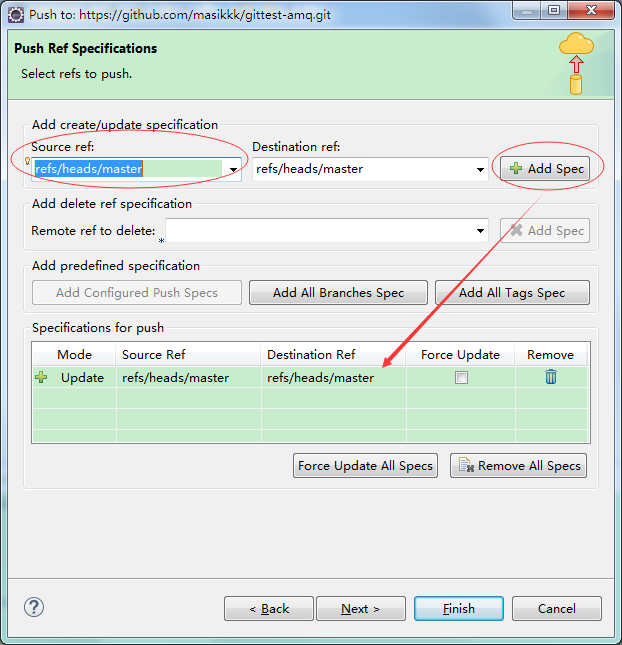 Push to: https://github.com/masikkk/gittest-amq.git
Push Ref Specifications
Select refs to push.
Add create/update specification
Source ref:
Destination ref:
refs/heads/master
refs/heads/master
Add Spec
Add delete ref specification
Remote ref to delete:
*
Add Spec
Add predefined specification
Add Configured Push Specs
Add All Branches Spec
Add All Tags Spec
Specifications for push
Mode Source Ref Destination Ref Force Update Remove
Update refs/heads/master refs/heads/master
Force Update All Specs
Remove All Specs
?
< Back
Next >
Finish
Cancel